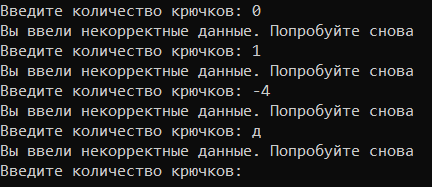 Введите количество крючков: 0
Вы ввели некорректные данные. Попробуйте снова
Введите количество крючков: 1
Вы ввели некорректные данные. Попробуйте снова
Введите количество крючков: -4
Вы ввели некорректные данные. Попробуйте снова
Введите количество крючков: д
Вы ввели некорректные данные. Попробуйте снова
Введите количество крючков: